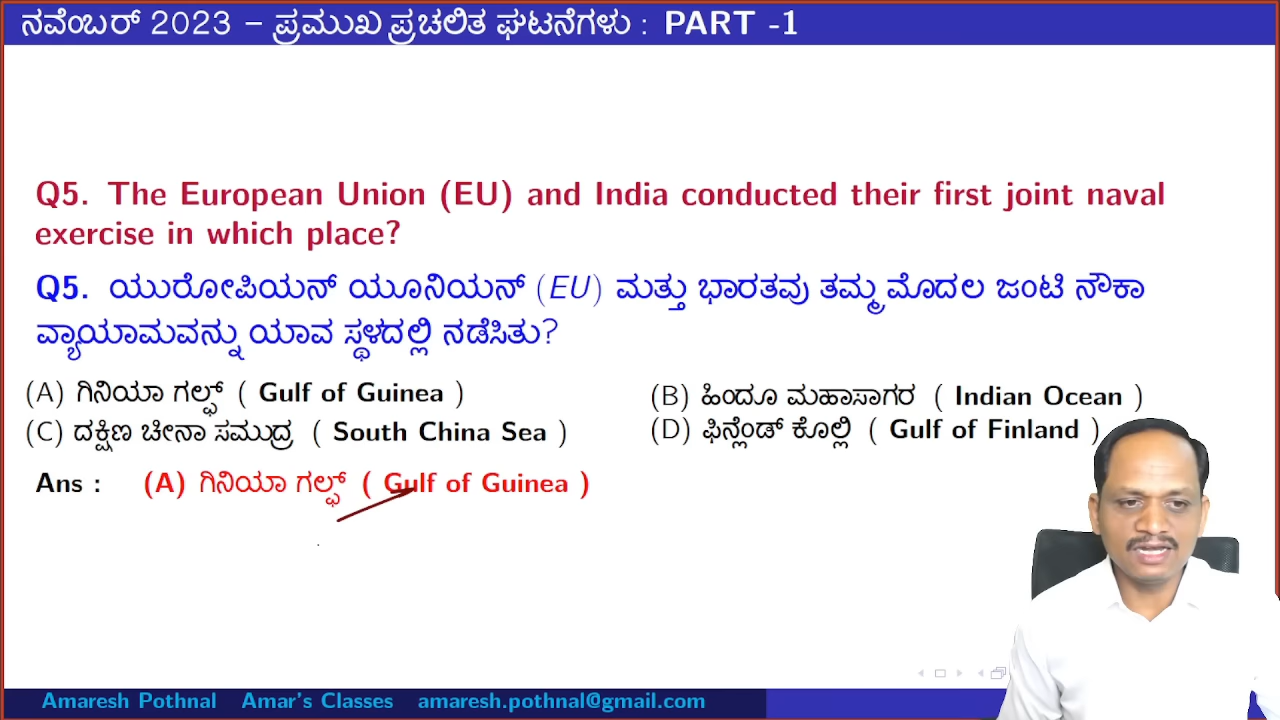 ನವೆಂಬರ್ 2023 – ಪ್ರಮುಖ ಪ್ರಚಲಿತ ಘಟನೆಗಳು : PART -1
Q5. The European Union (EU) and India conducted their first joint naval
exercise in which place?
Q5. ಯುರೋಪಿಯನ್ ಯೂನಿಯನ್ (EU) ಮತ್ತು ಭಾರತವು ತಮ್ಮ ಮೊದಲ ಜಂಟಿ ನೌಕಾ
ವ್ಯಾಯಾಮವನ್ನು ಯಾವ ಸ್ಥಳದಲ್ಲಿ ನಡೆಸಿತು?
(A) ಗಿನಿಯಾ ಗಲ್ಫ್ ( Gulf of Guinea )
(B) ಹಿಂದೂ ಮಹಾಸಾಗರ ( Indian Ocean )
(C) ದಕ್ಷಿಣ ಚೀನಾ ಸಮುದ್ರ ( South China Sea )
(D) ಫಿನ್ಲೆಂಡ್ ಕೊಲ್ಲಿ ( Gulf of Finland )
Ans : (A) ಗಿನಿಯಾ ಗಲ್ಫ್ ( Gulf of Guinea )
Amaresh Pothnal Amar's Classes amaresh.pothnal@gmail.com